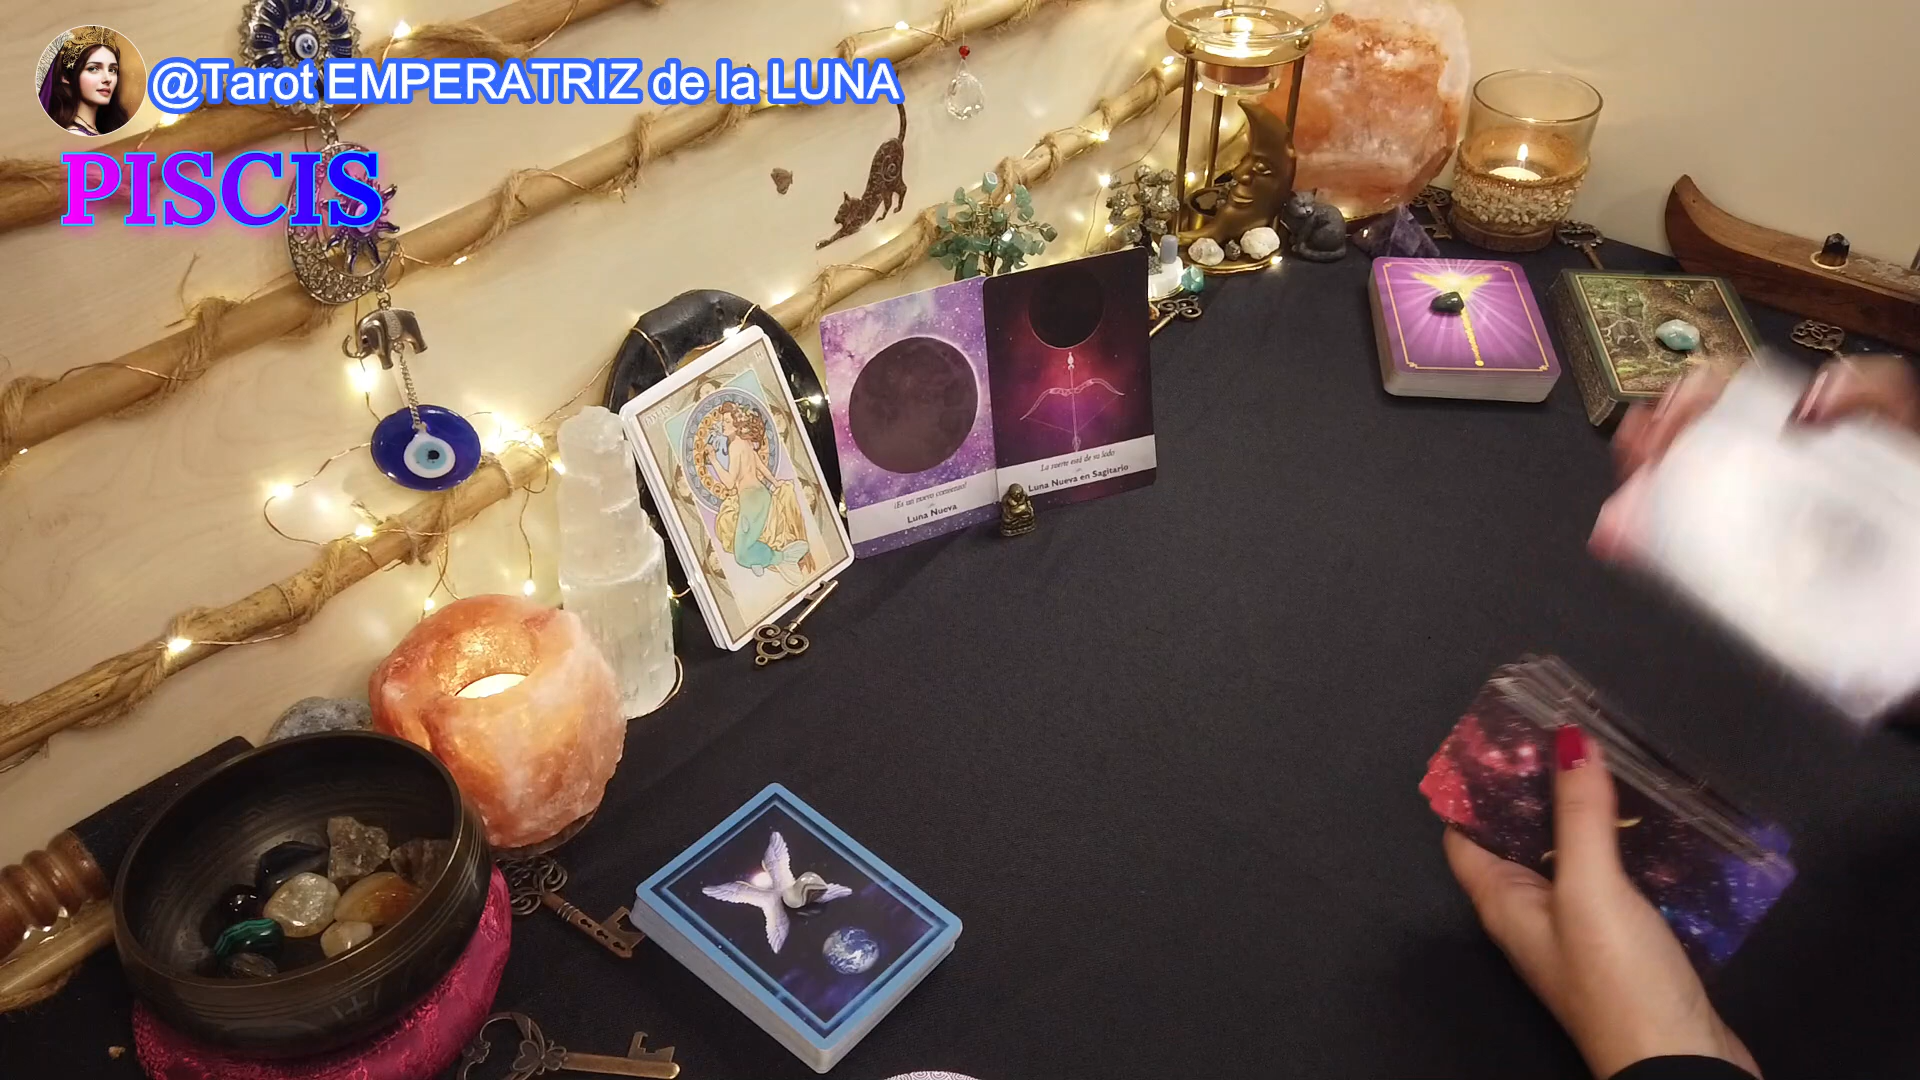 @Tarot EMPERATRIZ de la LUNA
PISCIS
¡Es un nuevo comienzo!
Luna Nueva
La suerte está de su lado
Luna Nueva en Sagitario